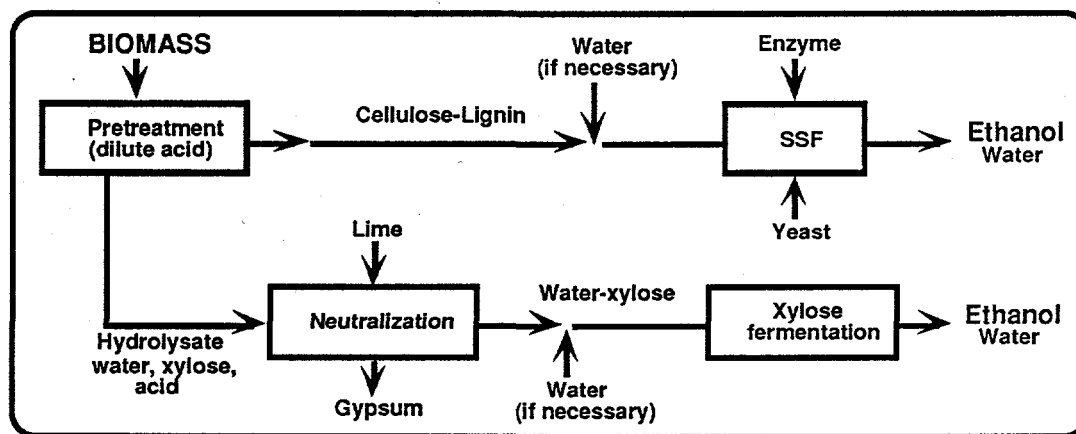 BIOMASS
Pretreatment
(dilute acid)
Cellulose-Lignin
Water
(if necessary)
Enzyme
SSF
Yeast
Ethanol
Water
Hydrolysate
water, xylose,
acid
Lime
Neutralization
Gypsum
Water-xylose
Water
(if necessary)
Xylose
fermentation
Ethanol
Water